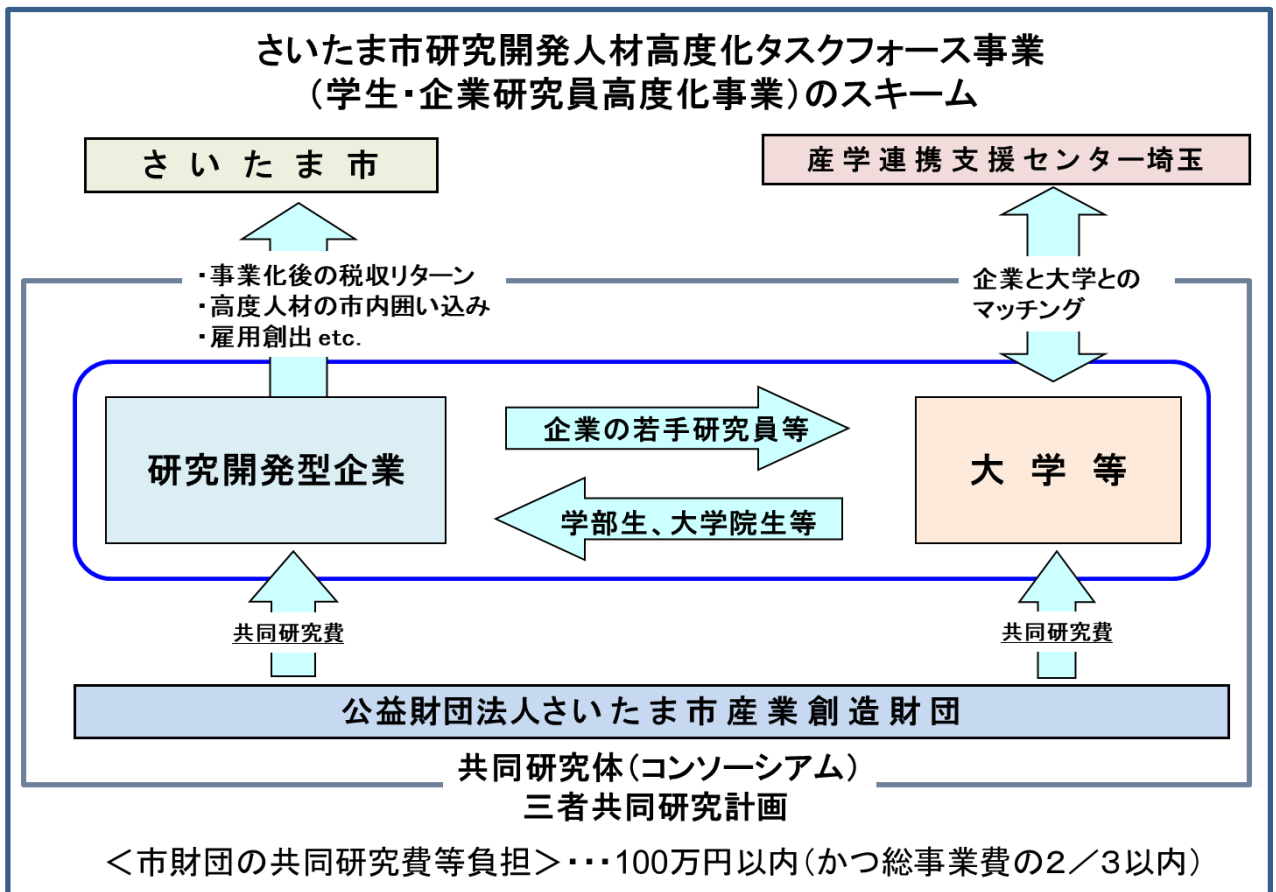 さいたま市研究開発人材高度化タスクフォース事業
（学生・企業研究員高度化事業）のスキーム
さいたま市
産学連携支援センター埼玉
・事業化後の税収リターン
・高度人材の市内囲い込み
・雇用創出 etc.
企業と大学との
マッチング
研究開発型企業
企業の若手研究員等
学部生、大学院生等
大学等
共同研究費
共同研究費
公益財団法人さいたま市産業創造財団
共同研究体（コンソーシアム）
三者共同研究計画
＜市財団の共同研究費等負担＞・・・100万円以内（かつ総事業費の２／３以内）